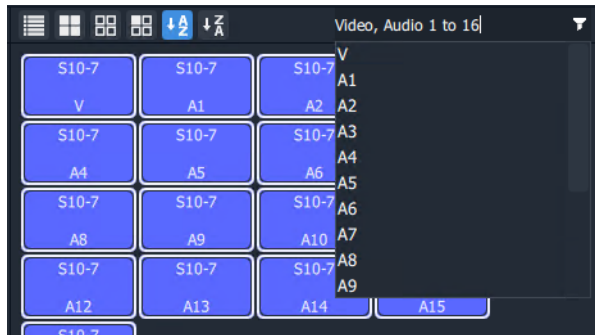 Video, Audio 1 to 16
V
A1
A2
A3
A4
A5
A6
A7
A8
A9
S10-7
V
S10-7
A1
S10-7
A2
S10-7
A4
S10-7
A5
S10-7
A6
S10-7
A8
S10-7
A9
S10-7
A10
S10-7
A12
S10-7
A13
S10-7
A14
A15
S10-7